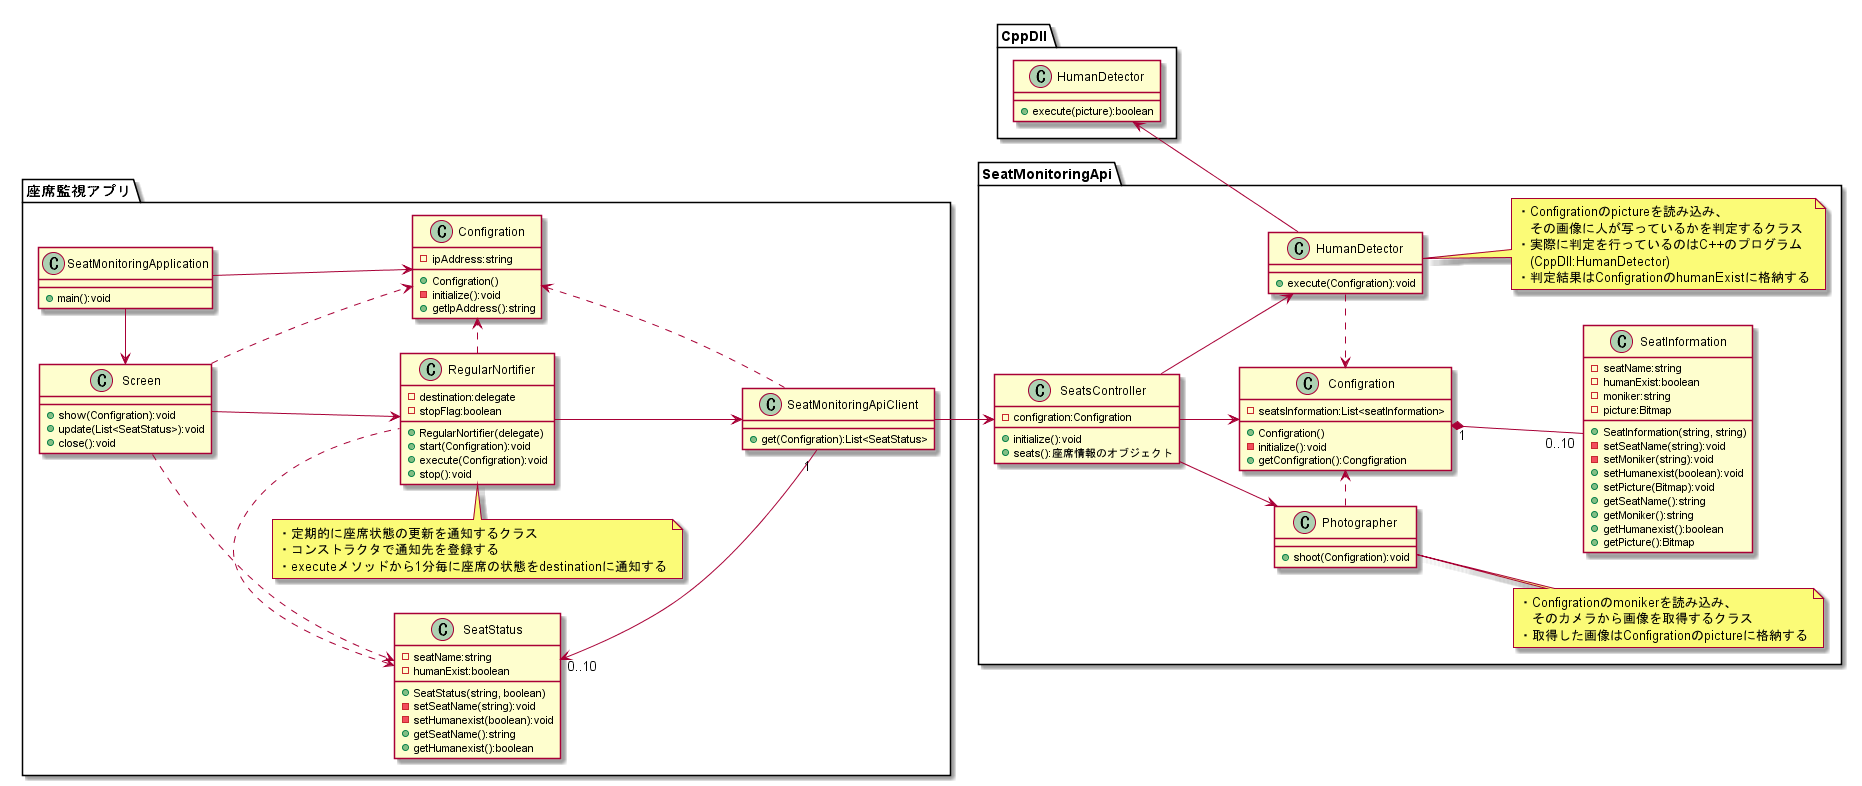 CppDll
HumanDetector
execute(picture):boolean
座席監視アプリ
SeatMonitoringApplication
main():void
Configration
ipAddress:string
Configration()
initialize():void
getIpAddress():string
Screen
show(Configration):void
update(List<SeatStatus>):void
close():void
RegularNortifier
destination:delegate
stopFlag:boolean
RegularNortifier(delegate)
start(Configration):void
execute(Configration):void
stop():void
SeatMonitoringApiClient
get(Configration):List<SeatStatus>
・定期的に座席状態の更新を通知するクラス
・コンストラクタで通知先を登録する
・executeメソッドから1分毎に座席の状態をdestinationに通知する
SeatStatus
seatName:string
humanExist:boolean
SeatStatus(string, boolean)
setSeatName(string):void
setHumanexist(boolean):void
getSeatName():string
getHumanexist():boolean
1
0..10
SeatMonitoringApi
HumanDetector
execute(Configration):void
・Configrationのpictureを読み込み、
その画像に人が写っているかを判定するクラス
・実際に判定を行っているのはC++のプログラム
(CppDll:HumanDetector)
・判定結果はConfigrationのhumanExistに格納する
SeatsController
configration:Configration
initialize():void
seats():座席情報のオブジェクト
Configration
seatsInformation:List<seatInformation>
Configration()
initialize():void
getConfigration():Congfigration
1
0..10
SeatInformation
seatName:string
humanExist:boolean
moniker:string
picture:Bitmap
SeatInformation(string, string)
setSeatName(string):void
setMoniker(string):void
setHumanexist(boolean):void
setPicture(Bitmap):void
getSeatName():string
getMoniker():string
getHumanexist():boolean
getPicture():Bitmap
Photographer
shoot(Configration):void
・Configrationのmonikerを読み込み、
そのカメラから画像を取得するクラス
・取得した画像はConfigrationのpictureに格納する